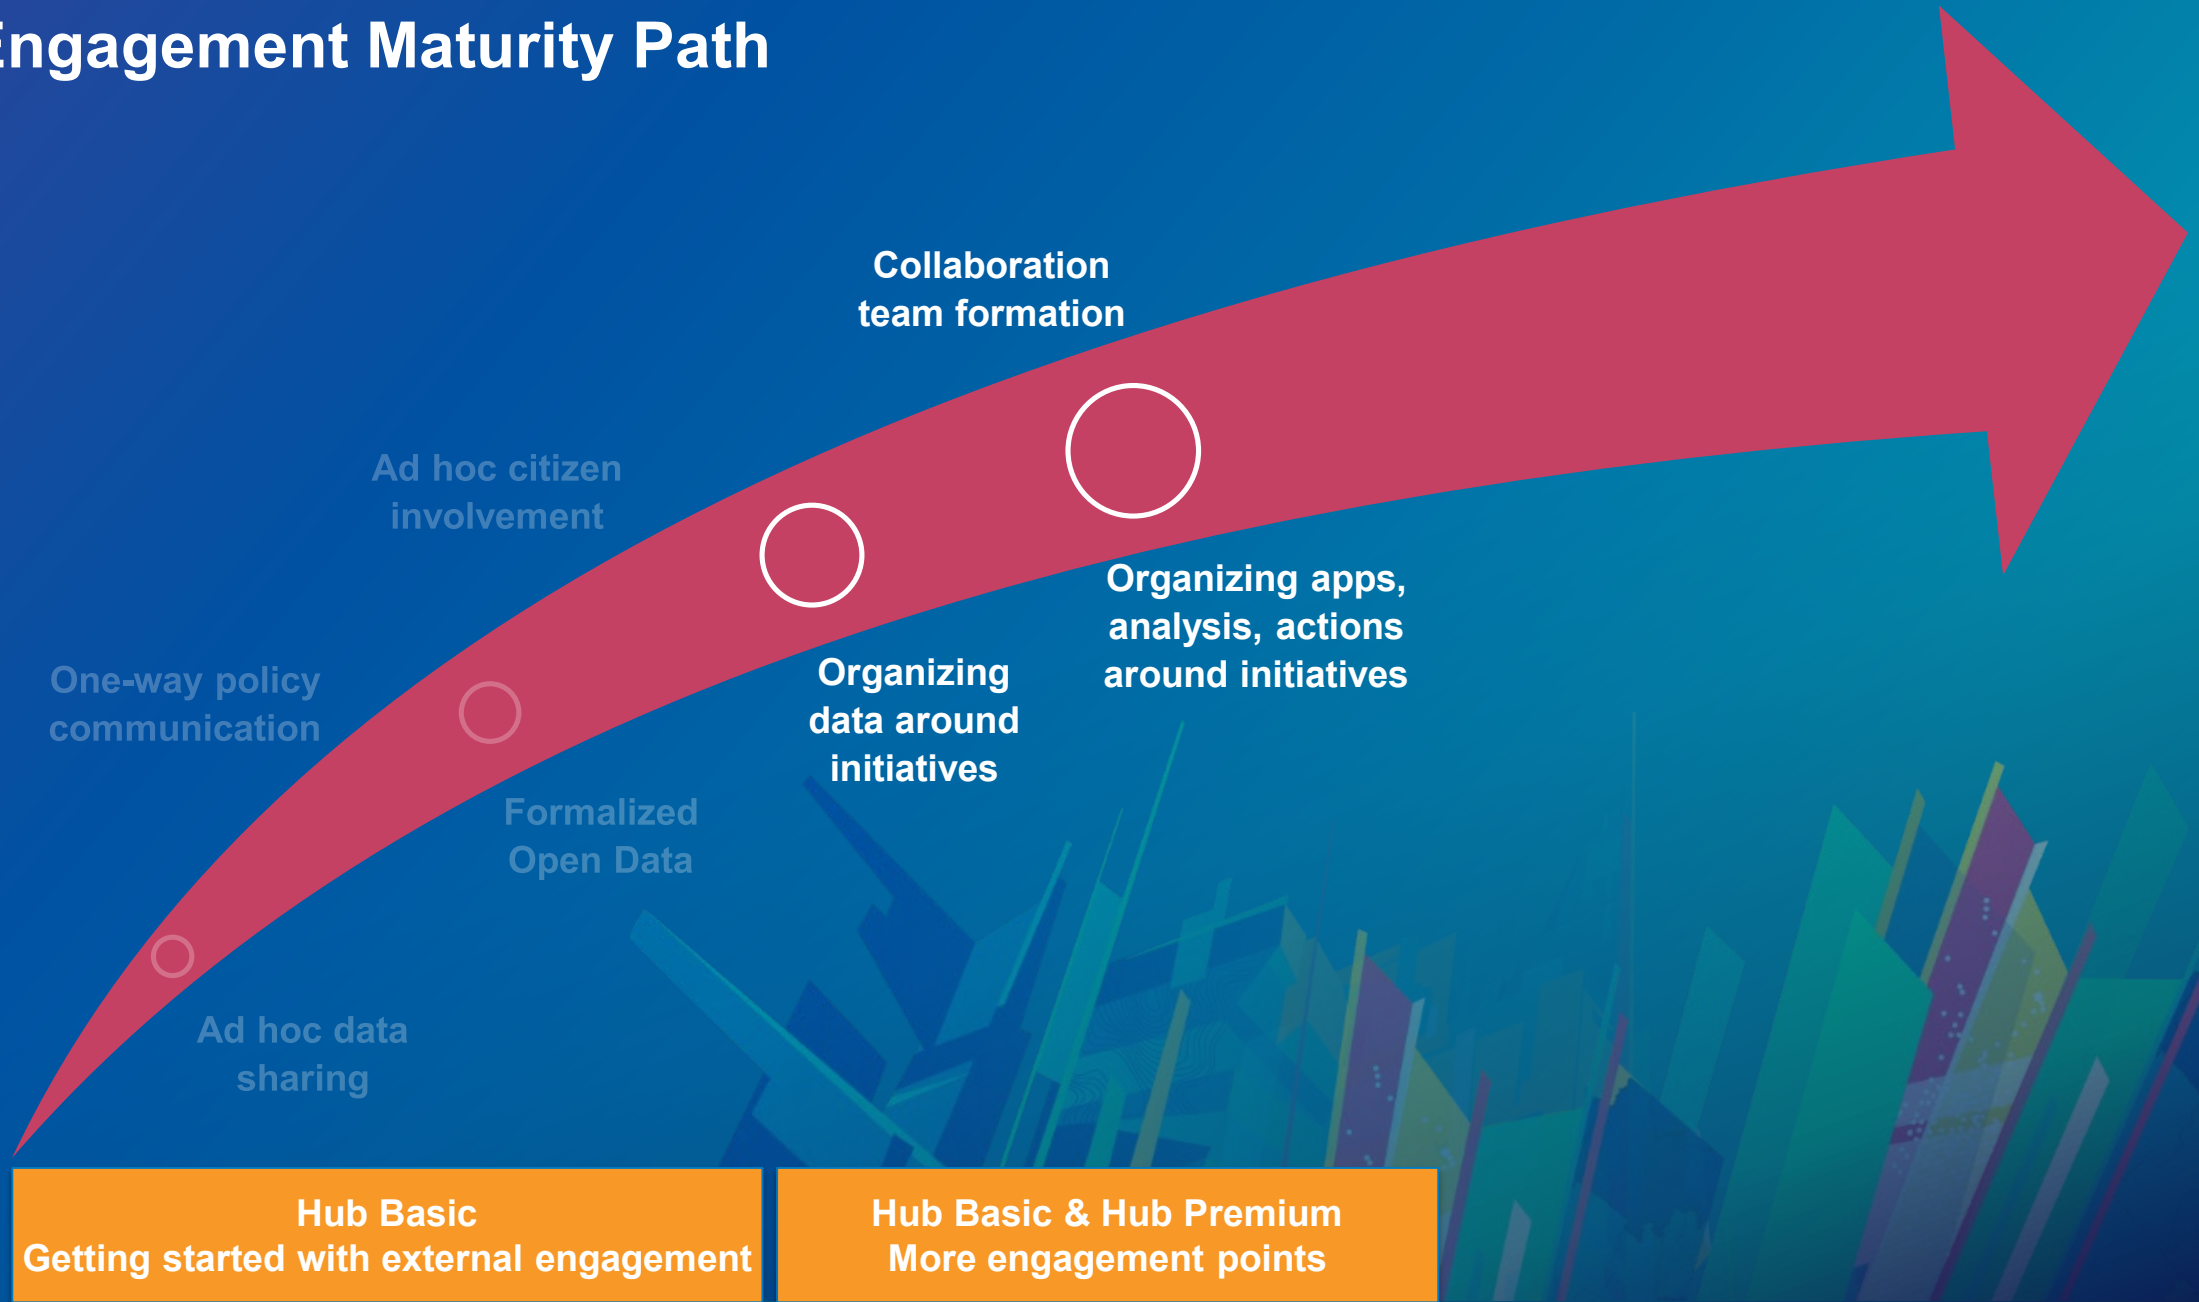 Engagement Maturity Path
Collaboration
team formation
Ad hoc citizen
involvement
Organizing apps,
analysis, actions
around initiatives
One-way policy
communication
Organizing
data around
initiatives
Formalized
Open Data
Ad hoc data
sharing
Hub Basic
Getting started with external engagement
Hub Basic & Hub Premium
More engagement points